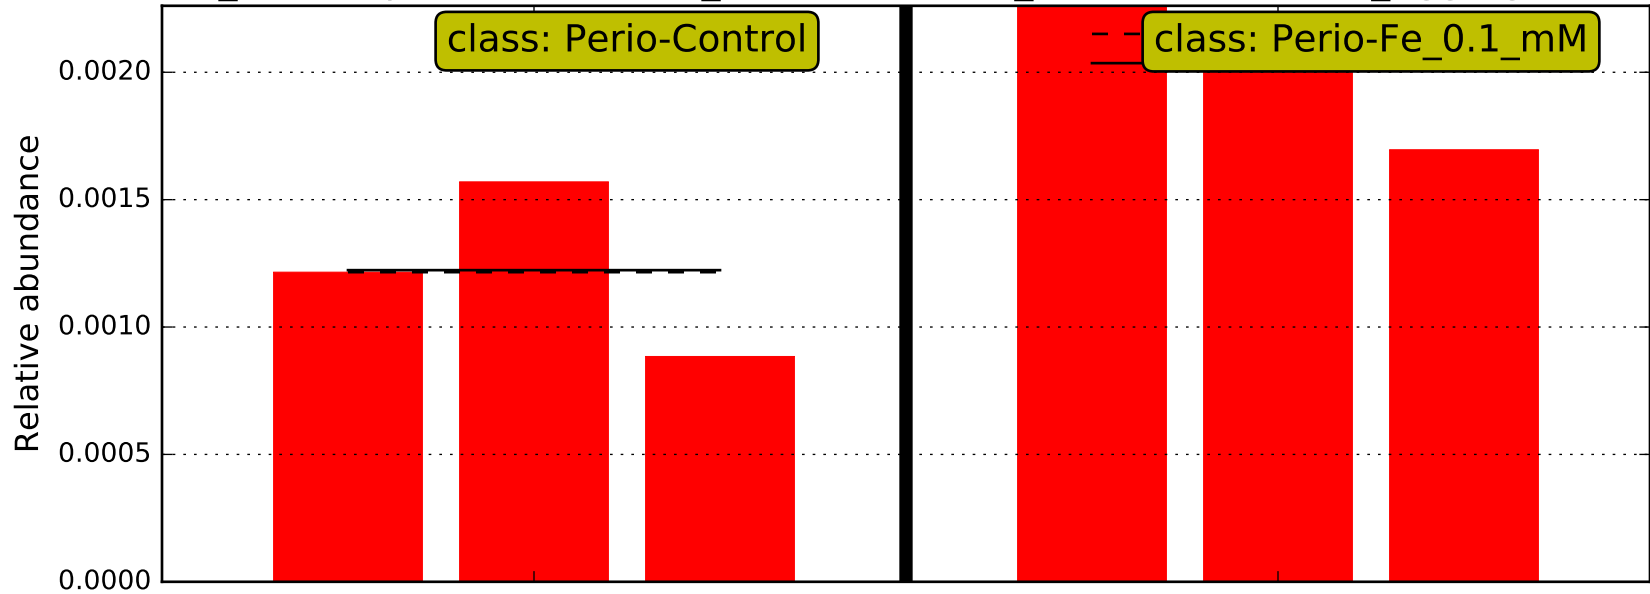 class: Perio-Control
class: Perio-Fe_0.1_mM
0.0020
0.0015
0.0010
0.0005
0.0000
Relative abundance